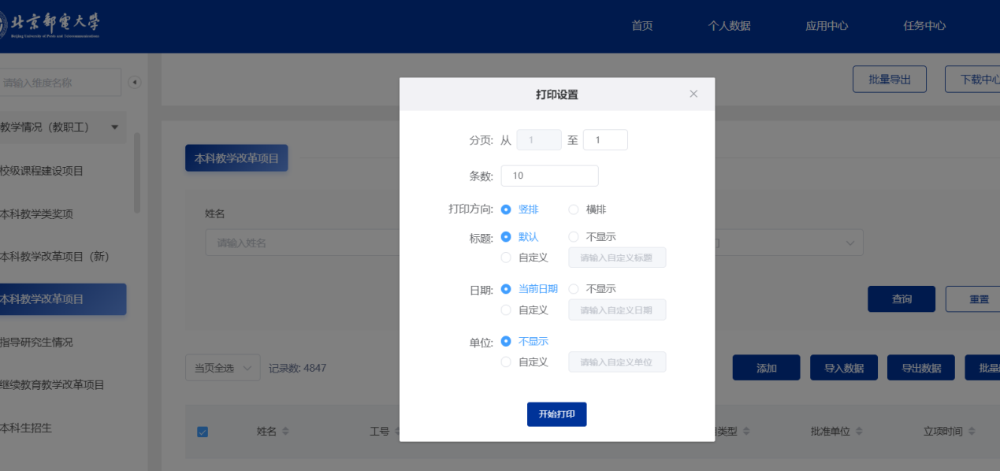 北京邮电大学
Beijing University of Posts and Telecommunications
首页 个人数据 应用中心 任务中心
请输入维度名称
批量导出 下载中心
打印设置
教学情况（教职工）
分页: 从 1 至 1
本科教学改革项目
校级课程建设项目
条数: 10
打印方向: 竖排 横排
姓名
本科教学类奖项
标题: 默认 不显示
请输入姓名
自定义 请输入自定义标题
本科教学改革项目（新）
日期: 当前日期 不显示
本科教学改革项目
查询 重置
自定义 请输入自定义日期
指导研究生情况
单位: 不显示
自定义 请输入自定义单位
当页全选 记录数: 4847
添加 导入数据 导出数据 批量
继续教育教学改革项目
开始打印
本科生招生
姓名 工号 类型 批准单位 立项时间